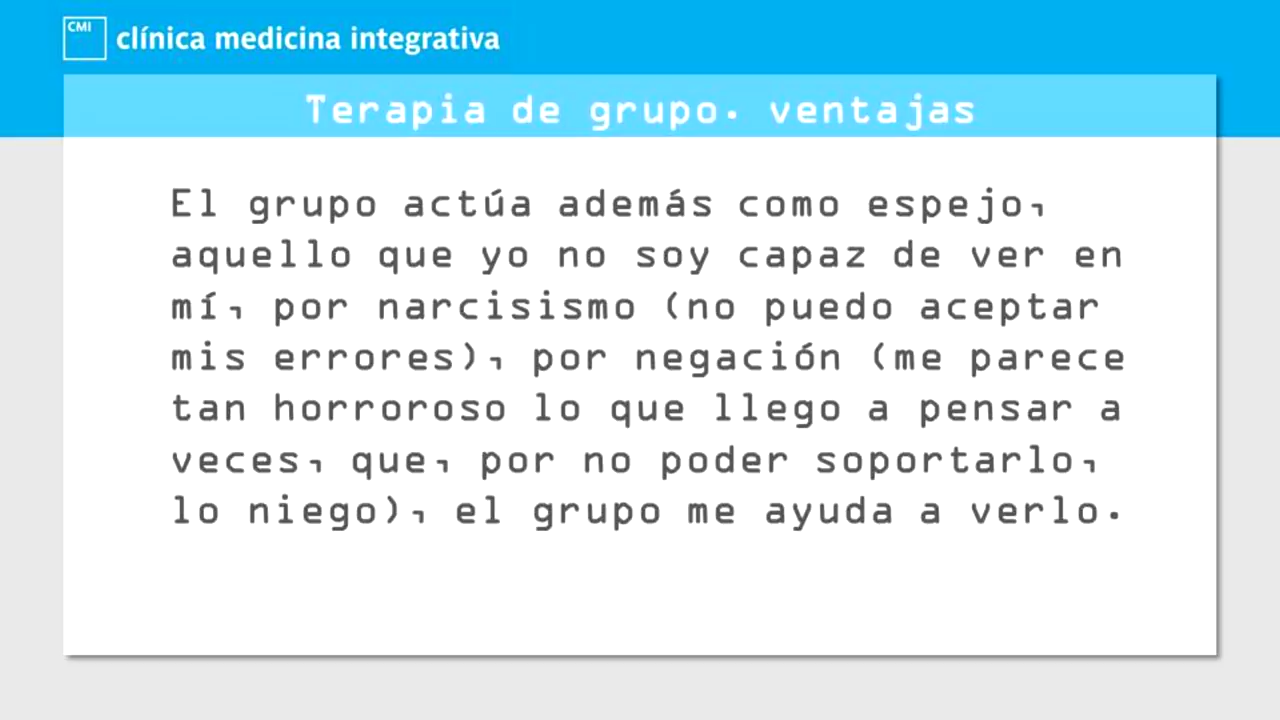 CMI
clínica medicina integrativa
Terapia de grupo. ventajas
El grupo actúa además como espejo,
aquello que yo no soy capaz de ver en
mí, por narcisismo (no puedo aceptar
mis errores), por negación (me parece
tan horroroso lo que llego a pensar a
veces, que, por no poder soportarlo,
lo niego), el grupo me ayuda a verlo.